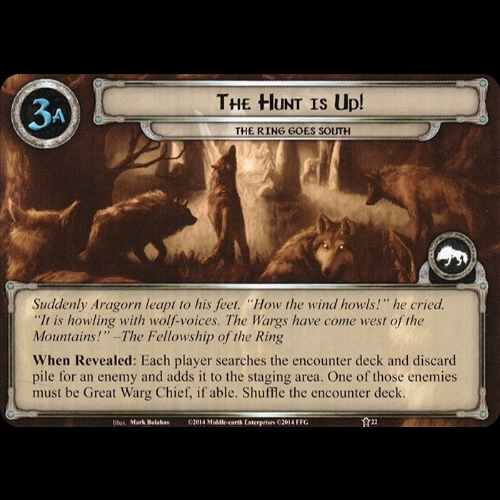 3A
The Hunt is Up!
THE RING GOES SOUTH
Suddenly Aragorn leapt to his feet. “How the wind howls!” he cried.
“It is howling with wolf-voices. The Wargs have come west of the
Mountains!” –The Fellowship of the Ring
When Revealed: Each player searches the encounter deck and discard
pile for an enemy and adds it to the staging area. One of those enemies
must be Great Warg Chief, if able. Shuffle the encounter deck.
Illus. Mark Bulahao ©2014 Middle-earth Enterprises ©2014 FFG 22